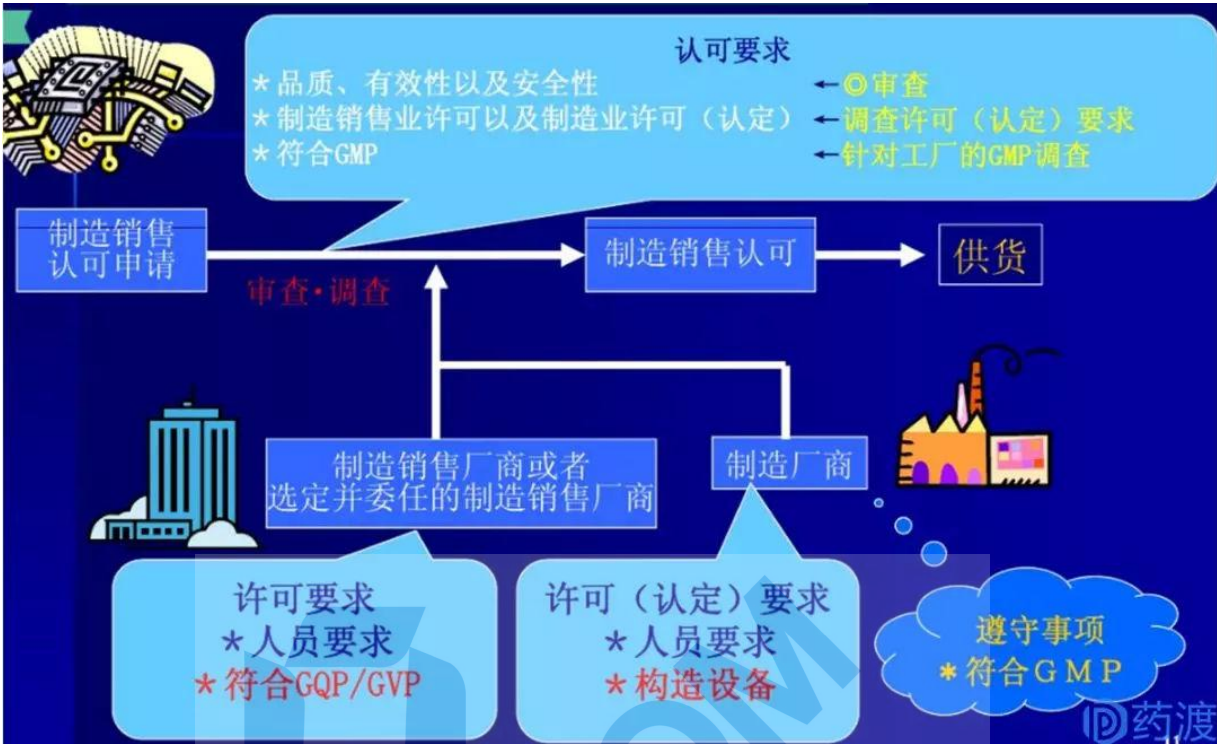 认可要求
*品质、有效性以及安全性 ←◎审查
*制造销售业许可以及制造业许可（认定） ←调查许可（认定）要求
*符合GMP ←针对工厂的GMP调查
制造销售
认可申请
审查·调查
制造销售认可
供货
制造销售厂商或者
选定并委任的制造销售厂商
制造厂商
许可要求
*人员要求
*符合GQP/GVP
许可（认定）要求
*人员要求
*构造设备
遵守事项
*符合GMP
药渡